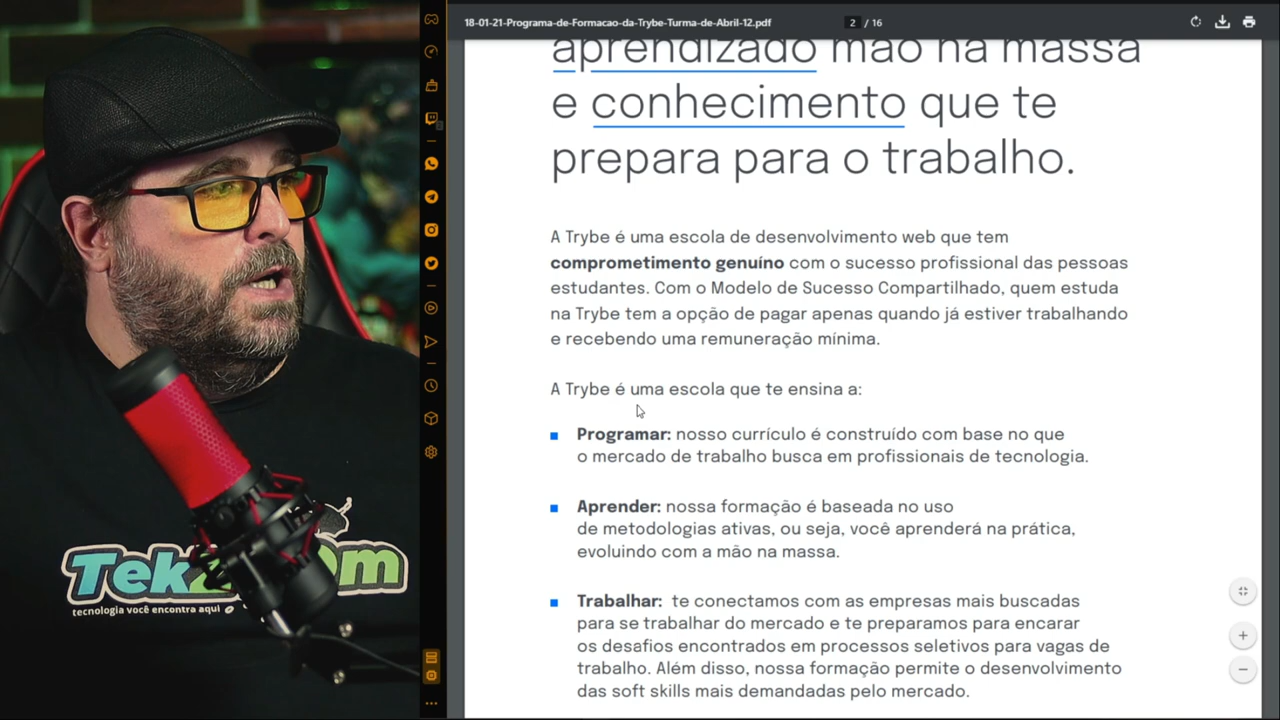 18-01-21-Programa-de-Formacao-da-Trybe-Turma-de-Abril-12.pdf
2 / 16
aprendizado mão na massa
e conhecimento que te
prepara para o trabalho.
A Trybe é uma escola de desenvolvimento web que tem
comprometimento genuíno com o sucesso profissional das pessoas
estudantes. Com o Modelo de Sucesso Compartilhado, quem estuda
na Trybe tem a opção de pagar apenas quando já estiver trabalhando
e recebendo uma remuneração mínima.
A Trybe é uma escola que te ensina a:
Programar: nosso currículo é construído com base no que
o mercado de trabalho busca em profissionais de tecnologia.
Aprender: nossa formação é baseada no uso
de metodologias ativas, ou seja, você aprenderá na prática,
evoluindo com a mão na massa.
Trabalhar: te conectamos com as empresas mais buscadas
para se trabalhar do mercado e te preparamos para encarar
os desafios encontrados em processos seletivos para vagas de
trabalho. Além disso, nossa formação permite o desenvolvimento
das soft skills mais demandadas pelo mercado.
tecnologia você encontra aqui